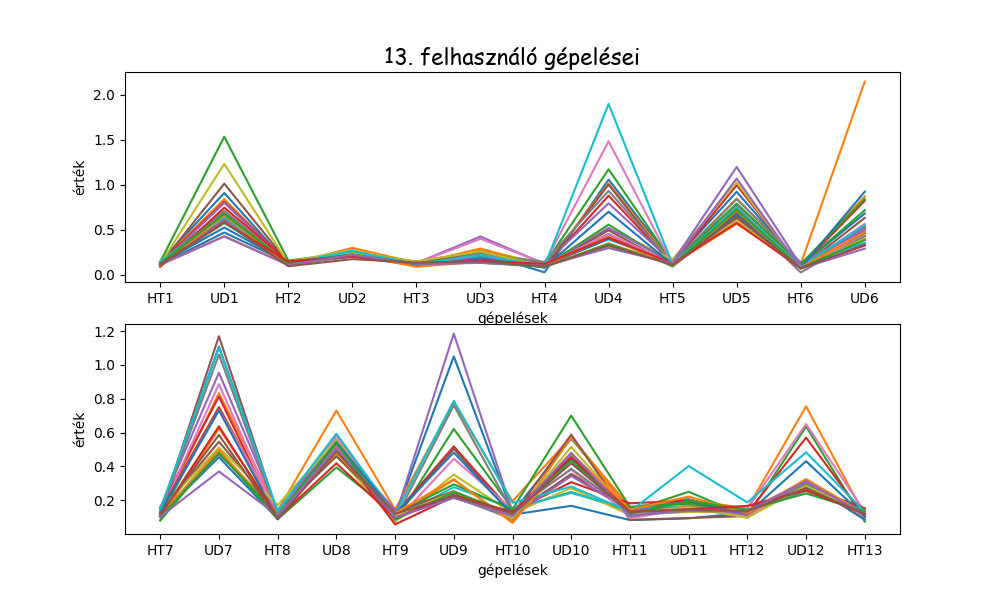 13. felhasználó gépelései
érték
2.0
1.5
1.0
0.5
0.0
HT1 UD1 HT2 UD2 HT3 UD3 HT4 UD4 HT5 UD5 HT6 UD6
gépelések
érték
1.2
1.0
0.8
0.6
0.4
0.2
HT7 UD7 HT8 UD8 HT9 UD9 HT10 UD10 HT11 UD11 HT12 UD12 HT13
gépelések